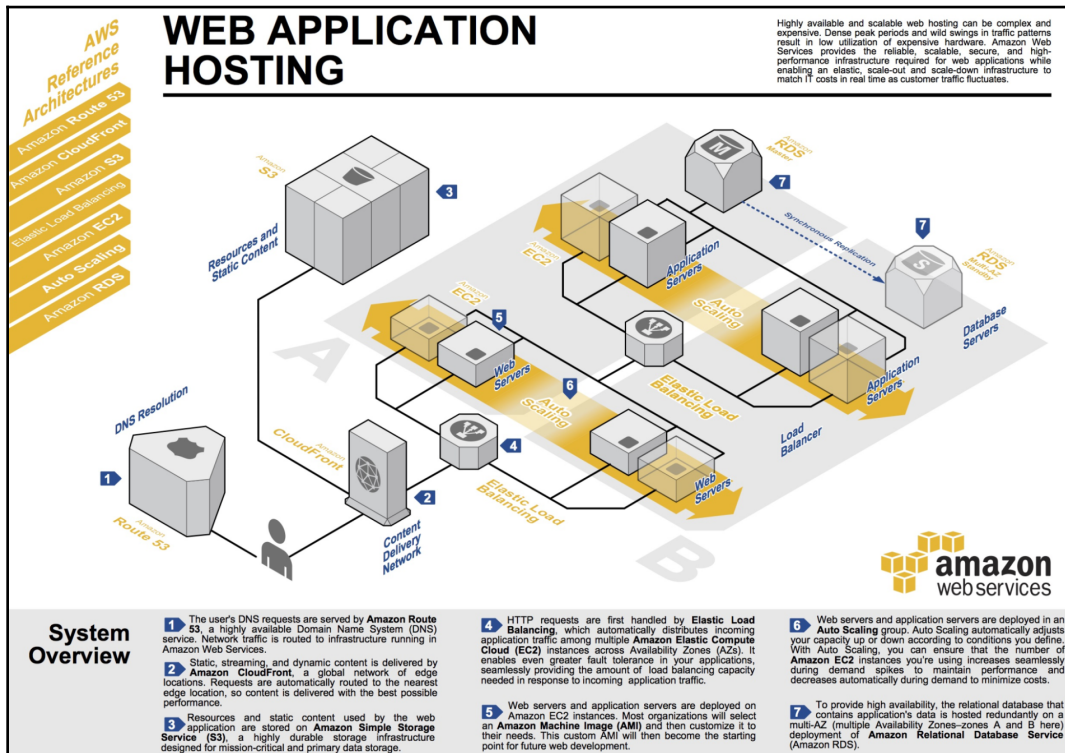 AWS
Reference
Architectures
Amazon Route 53
Amazon CloudFront
Amazon S3
Elastic Load Balancing
Amazon EC2
Auto Scaling
Amazon RDS
WEB APPLICATION
HOSTING
Highly available and scalable web hosting can be complex and
expensive. Dense peak periods and wild swings in traffic patterns
result in low utilization of expensive hardware. Amazon Web
Services provides the reliable, scalable, secure, and high-
performance infrastructure required for web applications while
enabling an elastic, scale-out and scale-down infrastructure to
match IT costs in real time as customer traffic fluctuates.
Amazon
S3
3
Resources and
Static Content
Amazon
RDS
Master
M
7
Synchronous Replication
7
S
Amazon
RDS
Multi-AZ
Standby
Database
Servers
Amazon
EC2
Application
Servers
Auto
Scaling
Application
Servers
Elastic Load
Balancing
Load
Balancer
Amazon
EC2
5
Web
Servers
6
Auto
Scaling
Web
Servers
A
B
4
Elastic Load
Balancing
DNS Resolution
1
Amazon
Route 53
Amazon
CloudFront
2
Content
Delivery
Network
amazon
webservices
System
Overview
1 The user's DNS requests are served by Amazon Route
53, a highly available Domain Name System (DNS)
service. Network traffic is routed to infrastructure running in
Amazon Web Services.
2 Static, streaming, and dynamic content is delivered by
Amazon CloudFront, a global network of edge
locations. Requests are automatically routed to the nearest
edge location, so content is delivered with the best possible
performance.
3 Resources and static content used by the web
application are stored on Amazon Simple Storage
Service (S3), a highly durable storage infrastructure
designed for mission-critical and primary data storage.
4 HTTP requests are first handled by Elastic Load
Balancing, which automatically distributes incoming
application traffic among multiple Amazon Elastic Compute
Cloud (EC2) instances across Availability Zones (AZs). It
enables even greater fault tolerance in your applications,
seamlessly providing the amount of load balancing capacity
needed in response to incoming application traffic.
5 Web servers and application servers are deployed on
Amazon EC2 instances. Most organizations will select
an Amazon Machine Image (AMI) and then customize it to
their needs. This custom AMI will then become the starting
point for future web development.
6 Web servers and application servers are deployed in an
Auto Scaling group. Auto Scaling automatically adjusts
your capacity up or down according to conditions you define.
With Auto Scaling, you can ensure that the number of
Amazon EC2 instances you're using increases seamlessly
during demand spikes to maintain performance and
decreases automatically during demand to minimize costs.
7 To provide high availability, the relational database that
contains application's data is hosted redundantly on a
multi-AZ (multiple Availability Zones–zones A and B here)
deployment of Amazon Relational Database Service
(Amazon RDS).